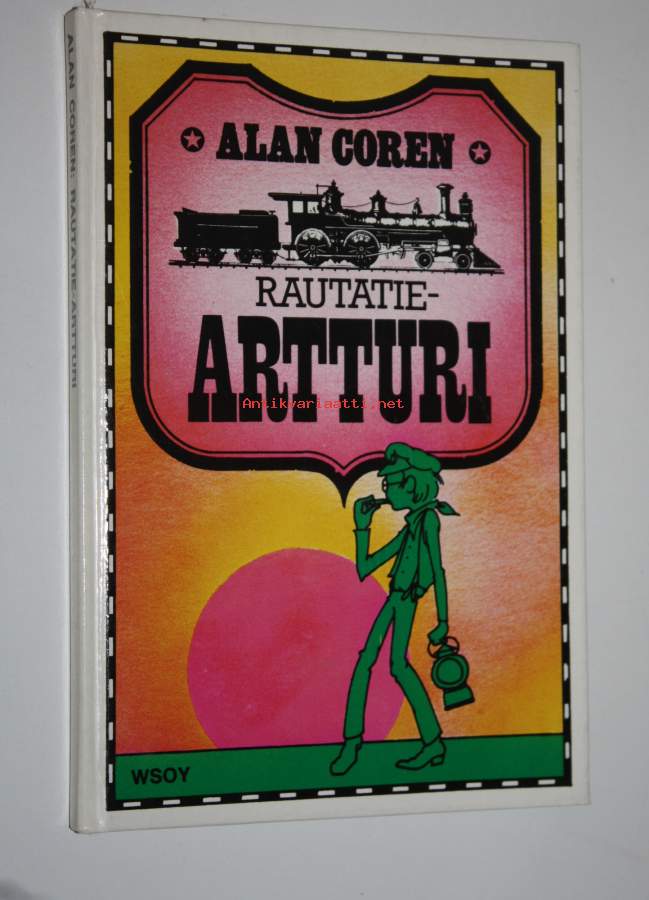 ALAN COREN: RAUTATIE-ARTTURI
ALAN COREN
RAUTATIE-
ARTTURI
Antikvariaatti.net
WSOY